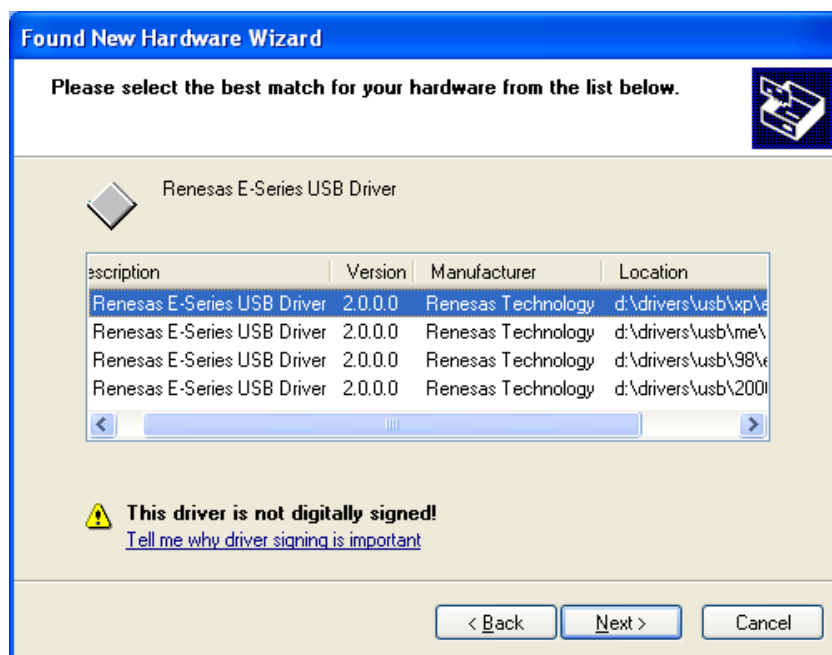 Found New Hardware Wizard
Please select the best match for your hardware from the list below.
Renesas E-Series USB Driver
escription Version Manufacturer Location
Renesas E-Series USB Driver 2.0.0.0 Renesas Technology d:\drivers\usb\xp\e
Renesas E-Series USB Driver 2.0.0.0 Renesas Technology d:\drivers\usb\me\
Renesas E-Series USB Driver 2.0.0.0 Renesas Technology d:\drivers\usb\98\e
Renesas E-Series USB Driver 2.0.0.0 Renesas Technology d:\drivers\usb\200
This driver is not digitally signed!
Tell me why driver signing is important
< Back Next > Cancel